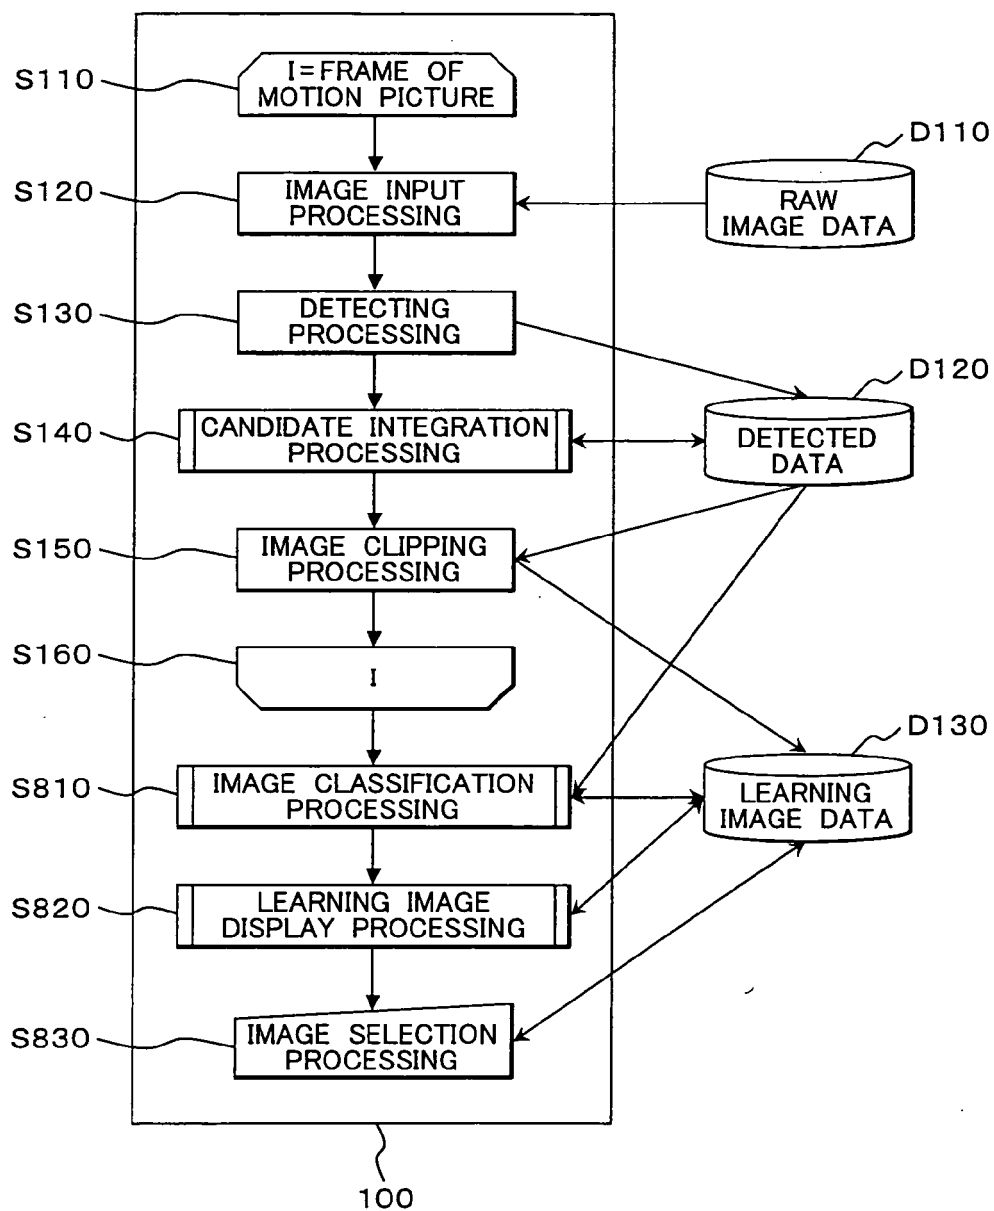 S110
I=FRAME OF
MOTION PICTURE
D110
S120
IMAGE INPUT
PROCESSING
RAW
IMAGE DATA
S130
DETECTING
PROCESSING
D120
S140
CANDIDATE INTEGRATION
PROCESSING
DETECTED
DATA
S150
IMAGE CLIPPING
PROCESSING
S160
I
D130
S810
IMAGE CLASSIFICATION
PROCESSING
LEARNING
IMAGE DATA
S820
LEARNING IMAGE
DISPLAY PROCESSING
S830
IMAGE SELECTION
PROCESSING
100